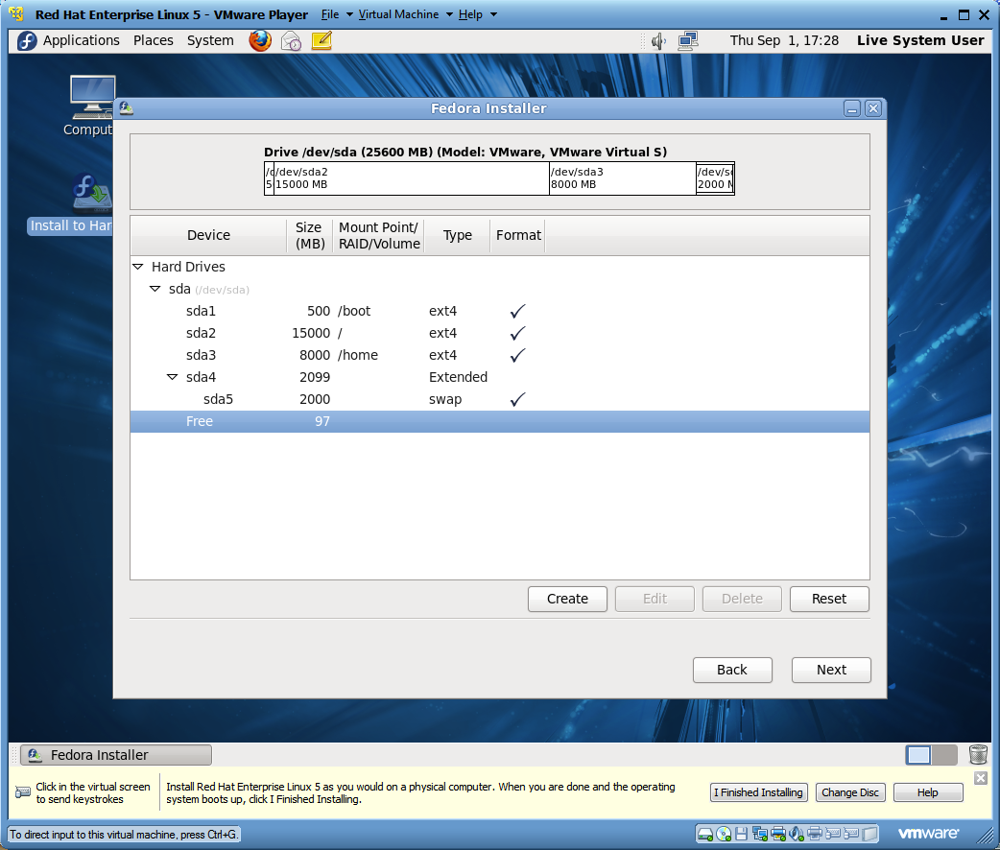 Red Hat Enterprise Linux 5 - VMware Player File Virtual Machine Help
Applications Places System Thu Sep 1, 17:28 Live System User
Comput
Install to Har
Fedora Installer
Drive /dev/sda (25600 MB) (Model: VMware, VMware Virtual S)
/dev/sda2 /dev/sda3
15000 MB 8000 MB 2000
Device Size (MB) Mount Point/ RAID/Volume Type Format
Hard Drives
sda (/dev/sda)
sda1 500 /boot ext4
sda2 15000 / ext4
sda3 8000 /home ext4
sda4 2099 Extended
sda5 2000 swap
Free 97
Create Edit Delete Reset
Back Next
Fedora Installer
Click in the virtual screen
to send keystrokes
Install Red Hat Enterprise Linux 5 as you would on a physical computer. When you are done and the operating
system boots up, click I Finished Installing.
I Finished Installing Change Disc Help
To direct input to this virtual machine, press Ctrl+G.
vmware